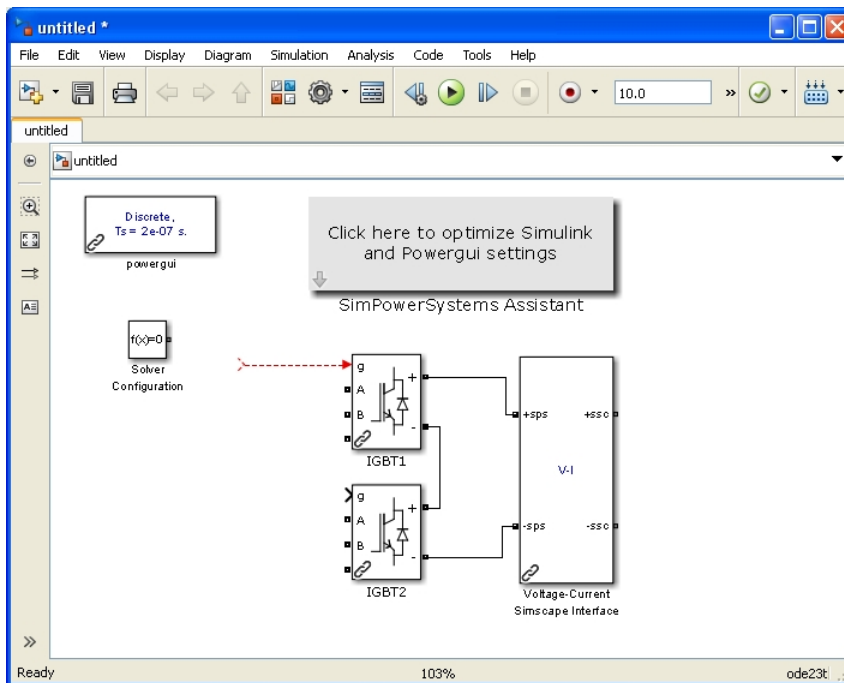 untitled *
File Edit View Display Diagram Simulation Analysis Code Tools Help
10.0 »
untitled
untitled
Discrete,
Ts = 2e-07 s.
powergui
Click here to optimize Simulink
and Powergui settings
SimPowerSystems Assistant
f(x)=0
Solver
Configuration
g
A
B
+
-
IGBT1
g
A
B
+
-
IGBT2
+sps
+ssc
V-I
-sps
-ssc
Voltage-Current
Simscape Interface
»
Ready 103% ode23t